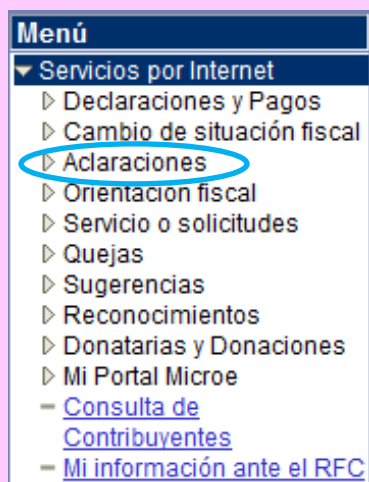 Menú
Servicios por Internet
Declaraciones y Pagos
Cambio de situación fiscal
Aclaraciones
Orientación fiscal
Servicio o solicitudes
Quejas
Sugerencias
Reconocimientos
Donatarias y Donaciones
Mi Portal Microe
Consulta de
Contribuyentes
Mi información ante el RFC